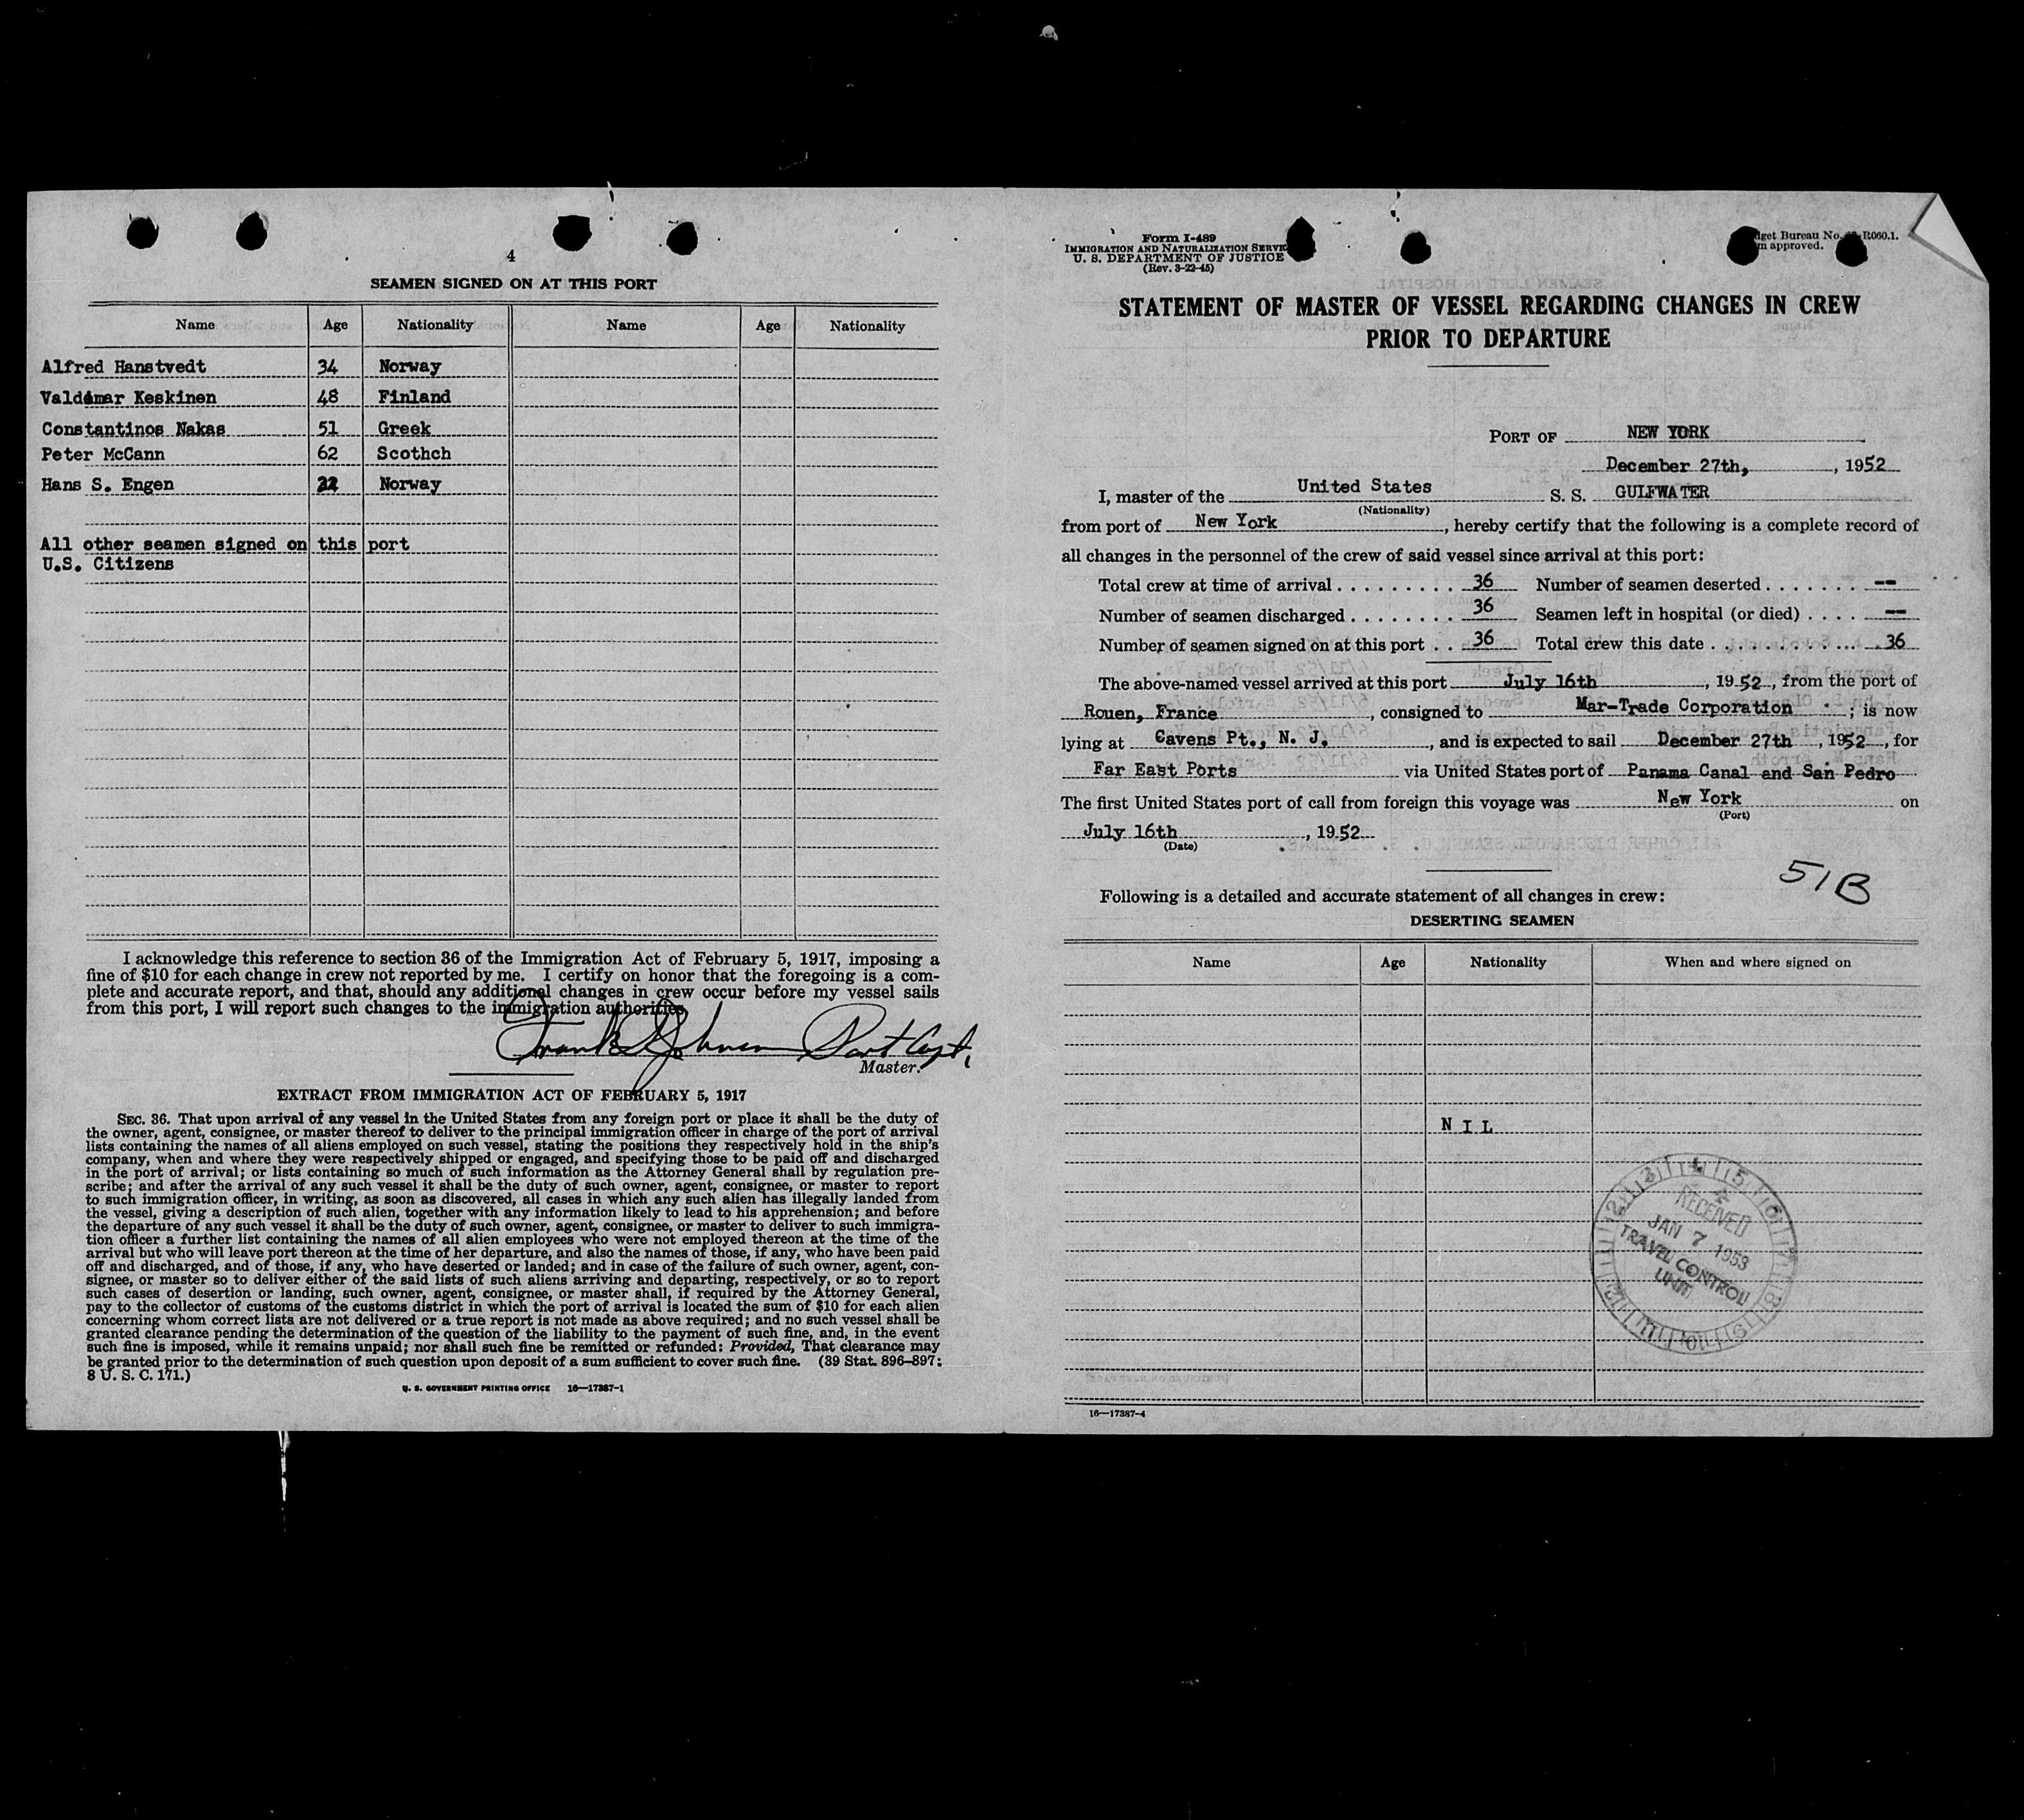 4
SEAMEN SIGNED ON AT THIS PORT
Name Age Nationality Name Age Nationality
Alfred Hanstvedt 34 Norway
Valdemar Keskinen 48 Finland
Constantinos Nakas 51 Greek
Peter McCann 62 Scothch
Hans S. Engen Norway
All other seamen signed on this port
U.S. Citizens
I acknowledge this reference to section 36 of the Immigration Act of February 5, 1917, imposing a
fine of $10 for each change in crew not reported by me. I certify on honor that the foregoing is a com-
plete and accurate report, and that, should any additional changes in crew occur before my vessel sails
from this port, I will report such changes to the immigration authorities.
Port Capt.
Master.
EXTRACT FROM IMMIGRATION ACT OF FEBRUARY 5, 1917
SEC. 36. That upon arrival of any vessel in the United States from any foreign port or place it shall be the duty of
the owner, agent, consignee, or master thereof to deliver to the principal immigration officer in charge of the port of arrival
lists containing the names of all aliens employed on such vessel, stating the positions they respectively hold in the ship's
company, when and where they were respectively shipped or engaged, and specifying those to be paid off and discharged
in the port of arrival; or lists containing so much of such information as the Attorney General shall by regulation pre-
scribe; and after the arrival of any such vessel it shall be the duty of such owner, agent, consignee, or master to report
to such immigration officer, in writing, as soon as discovered, all cases in which any such alien has illegally landed from
the vessel, giving a description of such alien, together with any information likely to lead to his apprehension; and before
the departure of any such vessel it shall be the duty of such owner, agent, consignee, or master to deliver to such immigra-
tion officer a further list containing the names of all alien employees who were not employed thereon at the time of the
arrival but who will leave port thereon at the time of her departure, and also the names of those, if any, who have been paid
off and discharged, and of those, if any, who have deserted or landed; and in case of the failure of such owner, agent, con-
signee, or master so to deliver either of the said lists of such aliens arriving and departing, respectively, or so to report
such cases of desertion or landing, such owner, agent, consignee, or master shall, if required by the Attorney General,
pay to the collector of customs of the customs district in which the port of arrival is located the sum of $10 for each alien
concerning whom correct lists are not delivered or a true report is not made as above required; and no such vessel shall be
granted clearance pending the determination of the question of the liability to the payment of such fine, and, in the event
such fine is imposed, while it remains unpaid; nor shall such fine be remitted or refunded: Provided, That clearance may
be granted prior to the determination of such question upon deposit of a sum sufficient to cover such fine. (39 Stat. 896–897;
8 U. S. C. 171.)
U. S. GOVERNMENT PRINTING OFFICE 16—17387-1
Form I-489
IMMIGRATION AND NATURALIZATION SERVIC
U. S. DEPARTMENT OF JUSTICE
(Rev. 3-22-45)
get Bureau No. R060.1.
approved.
STATEMENT OF MASTER OF VESSEL REGARDING CHANGES IN CREW
PRIOR TO DEPARTURE
PORT OF NEW YORK
December 27th, , 1952
I, master of the United States S. S. GULFWATER
(Nationality)
from port of New York , hereby certify that the following is a complete record of
all changes in the personnel of the crew of said vessel since arrival at this port:
Total crew at time of arrival . . . . . . . . . . 36 Number of seamen deserted . . . . . . . --
Number of seamen discharged . . . . . . . . 36 Seamen left in hospital (or died) . . . . --
Number of seamen signed on at this port . . 36 Total crew this date . . . . . . . . . . ... 36
The above-named vessel arrived at this port July 16th , 19 52 , from the port of
Rouen, France , consigned to Mar-Trade Corporation ; is now
lying at Cavens Pt., N. J. , and is expected to sail December 27th , 1952 , for
Far East Ports via United States port of Panama Canal and San Pedro
The first United States port of call from foreign this voyage was New York on
(Port)
July 16th , 19 52
(Date)
51B
Following is a detailed and accurate statement of all changes in crew:
DESERTING SEAMEN
Name Age Nationality When and where signed on
N I L
RECEIVED
JAN 7 1953
TRAVEL CONTROL
UNIT
16—17387-4